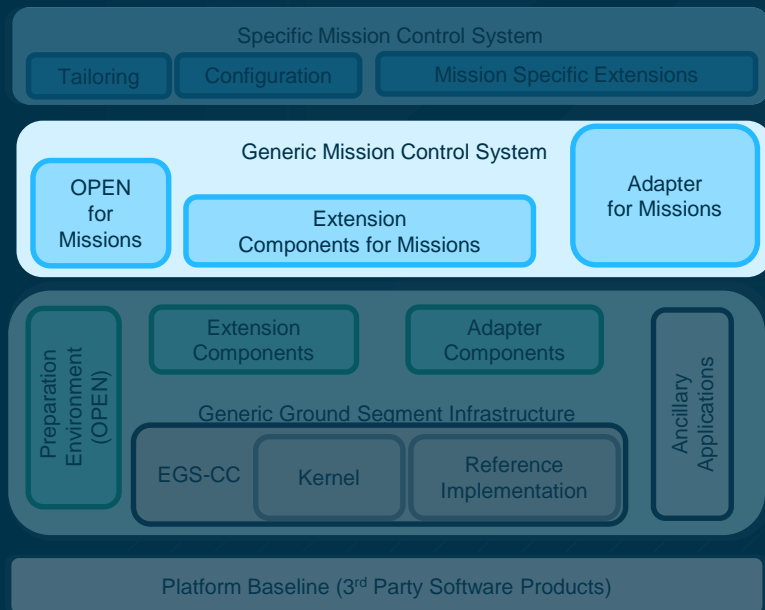 Specific Mission Control System
Tailoring
Configuration
Mission Specific Extensions
Generic Mission Control System
OPEN
for
Missions
Extension
Components for Missions
Adapter
for Missions
Preparation
Environment
(OPEN)
Extension
Components
Adapter
Components
Ancillary
Applications
Generic Ground Segment Infrastructure
EGS-CC
Kernel
Reference
Implementation
Platform Baseline (3rd Party Software Products)